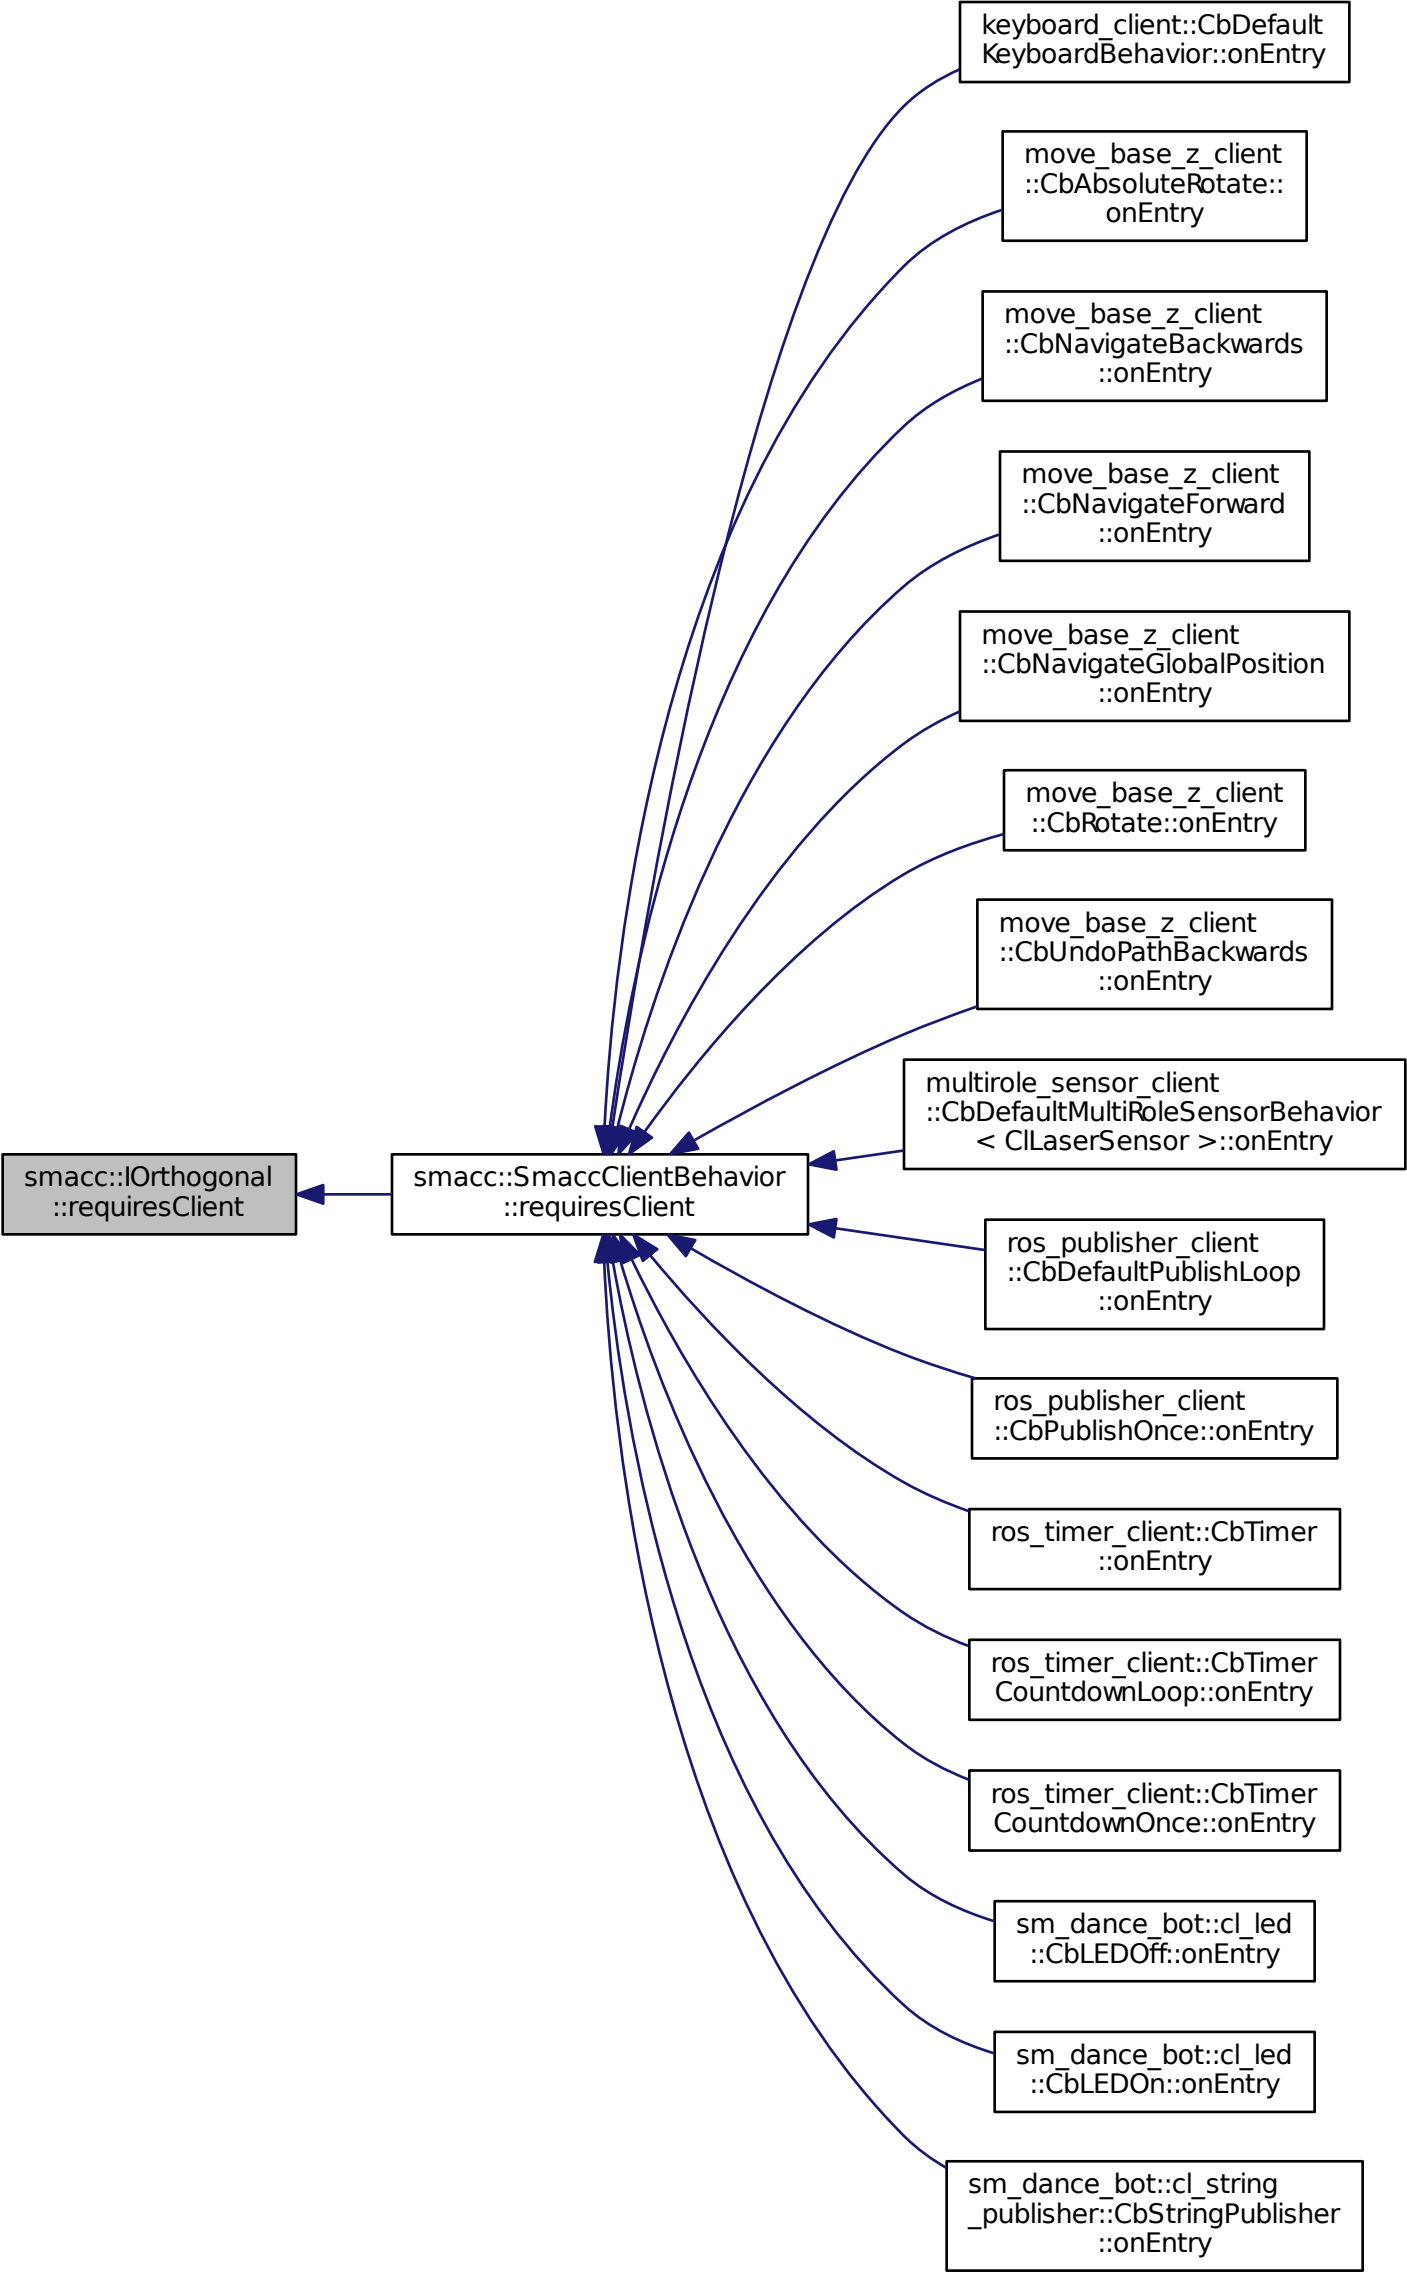 keyboard_client::CbDefault
KeyboardBehavior::onEntry
move_base_z_client
::CbAbsoluteRotate::
onEntry
move_base_z_client
::CbNavigateBackwards
::onEntry
move_base_z_client
::CbNavigateForward
::onEntry
move_base_z_client
::CbNavigateGlobalPosition
::onEntry
move_base_z_client
::CbRotate::onEntry
move_base_z_client
::CbUndoPathBackwards
::onEntry
multirole_sensor_client
::CbDefaultMultiRoleSensorBehavior
< ClLaserSensor >::onEntry
smacc::IOrthogonal
::requiresClient
smacc::SmaccClientBehavior
::requiresClient
ros_publisher_client
::CbDefaultPublishLoop
::onEntry
ros_publisher_client
::CbPublishOnce::onEntry
ros_timer_client::CbTimer
::onEntry
ros_timer_client::CbTimer
CountdownLoop::onEntry
ros_timer_client::CbTimer
CountdownOnce::onEntry
sm_dance_bot::cl_led
::CbLEDOff::onEntry
sm_dance_bot::cl_led
::CbLEDOn::onEntry
sm_dance_bot::cl_string
_publisher::CbStringPublisher
::onEntry